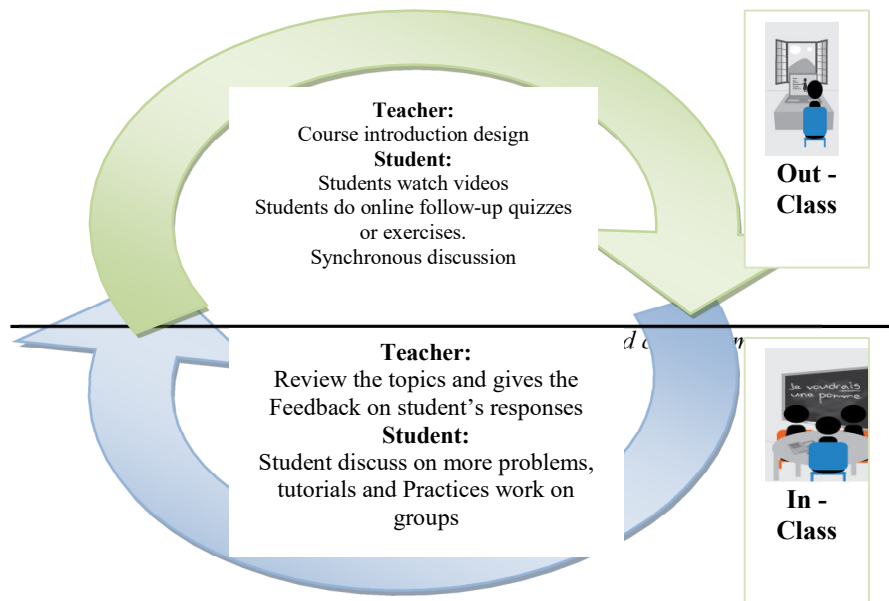 Teacher:
Course introduction design
Student:
Students watch videos
Students do online follow-up quizzes
or exercises.
Synchronous discussion
Out -
Class
Teacher:
Review the topics and gives the
Feedback on student's responses
Student:
Student discuss on more problems,
tutorials and Practices work on
groups
Je voudrais
une pomme
In -
Class